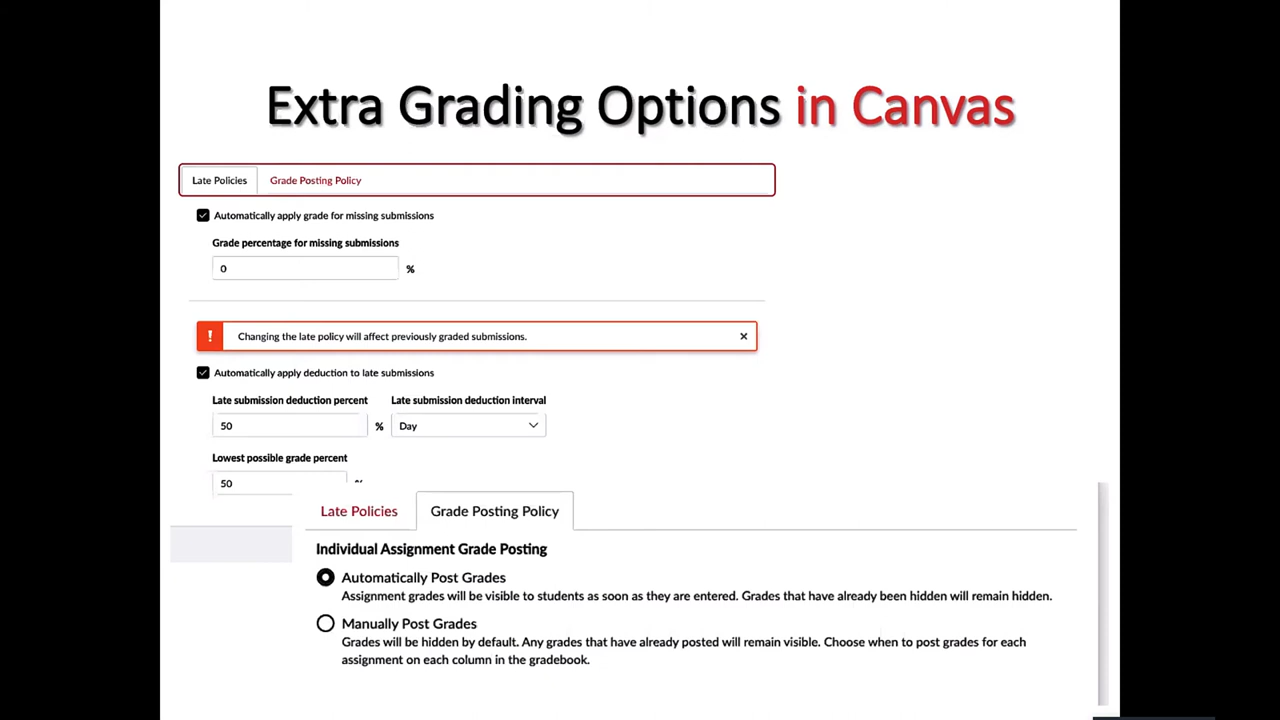 Extra Grading Options in Canvas
Late Policies Grade Posting Policy
Automatically apply grade for missing submissions
Grade percentage for missing submissions
0 %
! Changing the late policy will affect previously graded submissions. ×
Automatically apply deduction to late submissions
Late submission deduction percent Late submission deduction interval
50 % Day
Lowest possible grade percent
50 %
Late Policies Grade Posting Policy
Individual Assignment Grade Posting
Automatically Post Grades
Assignment grades will be visible to students as soon as they are entered. Grades that have already been hidden will remain hidden.
Manually Post Grades
Grades will be hidden by default. Any grades that have already posted will remain visible. Choose when to post grades for each
assignment on each column in the gradebook.